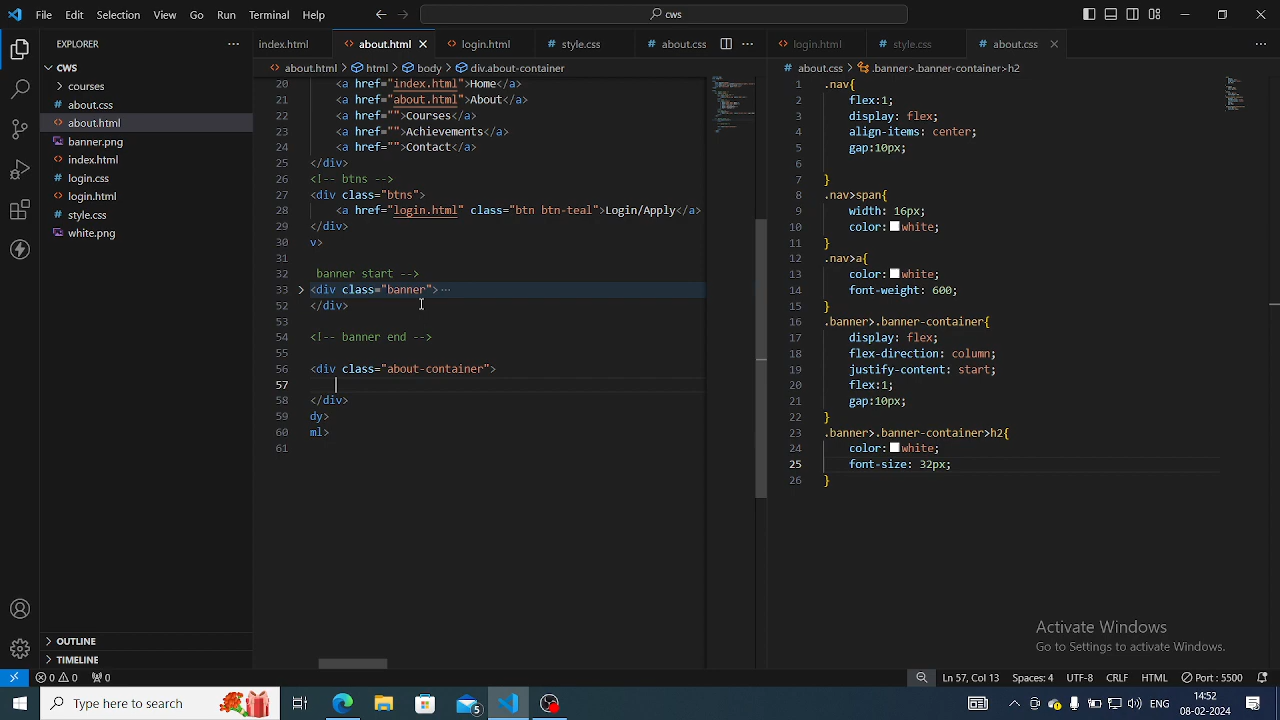 File Edit Selection View Go Run Terminal Help
cws
EXPLORER
index.html
about.html
login.html
style.css
about.css
login.html
style.css
about.css
CWS
about.html > html > body > div.about-container
about.css > .banner>.banner-container>h2
courses
about.css
about.html
banner.png
index.html
login.css
login.html
style.css
white.png
20 <a href="index.html">Home</a>
21 <a href="about.html">About</a>
22 <a href="">Courses</a>
23 <a href="">Achievements</a>
24 <a href="">Contact</a>
25 </div>
26 <!-- btns -->
27 <div class="btns">
28 <a href="login.html" class="btn btn-teal">Login/Apply</a>
29 </div>
30 v>
31
32 banner start -->
33 <div class="banner"> ...
52 </div>
53
54 <!-- banner end -->
55
56 <div class="about-container">
57
58 </div>
59 dy>
60 ml>
61
1 .nav{
2 flex:1;
3 display: flex;
4 align-items: center;
5 gap:10px;
6
7 }
8 .nav>span{
9 width: 16px;
10 color: white;
11 }
12 .nav>a{
13 color: white;
14 font-weight: 600;
15 }
16 .banner>.banner-container{
17 display: flex;
18 flex-direction: column;
19 justify-content: start;
20 flex:1;
21 gap:10px;
22 }
23 .banner>.banner-container>h2{
24 color: white;
25 font-size: 32px;
26 }
Activate Windows
Go to Settings to activate Windows.
OUTLINE
TIMELINE
0 0 0
Ln 57, Col 13 Spaces: 4 UTF-8 CRLF HTML Port : 5500
Type here to search
5
ENG
14:52
08-02-2024